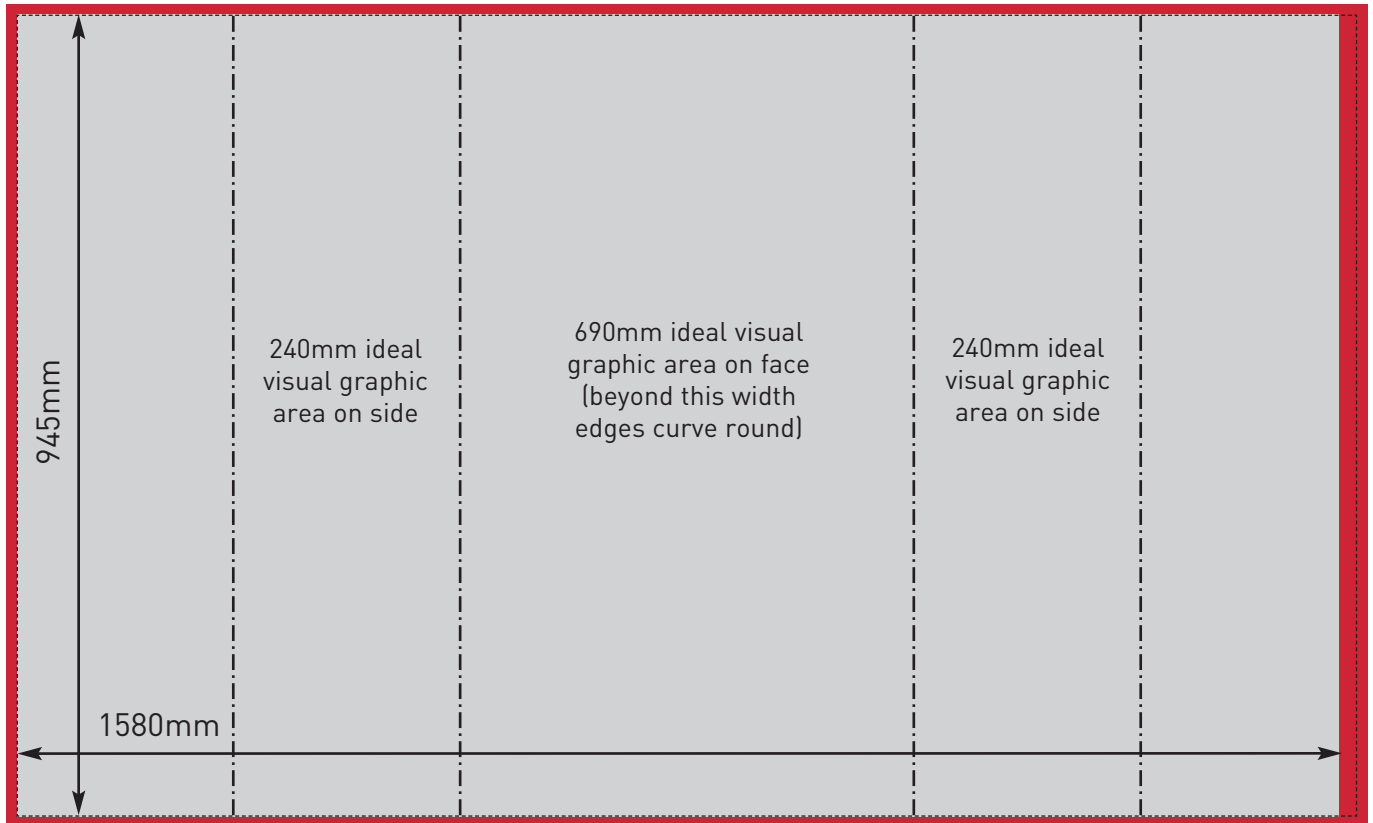 945mm
1580mm
240mm ideal
visual graphic
area on side
690mm ideal visual
graphic area on face
(beyond this width
edges curve round)
240mm ideal
visual graphic
area on side